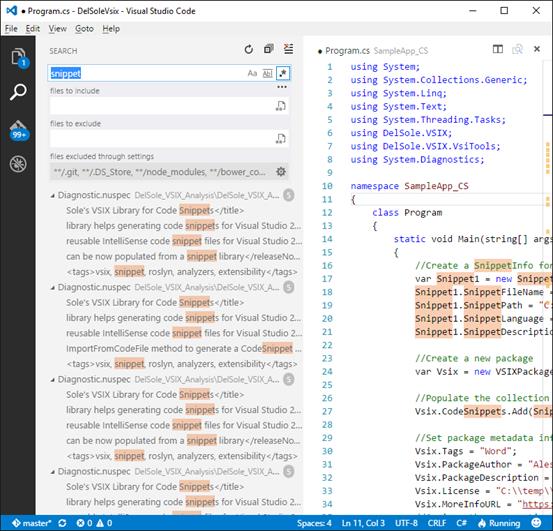 Program.cs - DelSoleVsix - Visual Studio Code
File Edit View Goto Help
SEARCH
snippet
Aa Ab| .*
files to include
files to exclude
files excluded through settings
**/.git, **/.DS_Store, **/node_modules, **/bower_co...
Diagnostic.nuspec DelSole_VSIX_Analysis\DelSole_VSIX_A... 5
Sole's VSIX Library for Code Snippets</title>
library helps generating code snippets for Visual Studio 2...
reusable IntelliSense code snippet files for Visual Studio 2...
can be now populated from a snippet library</releaseNo...
<tags>vsix, snippet, roslyn, analyzers, extensibility</tags>
Diagnostic.nuspec DelSole_VSIX_Analysis\DelSole_VSIX_A... 5
Sole's VSIX Library for Code Snippets</title>
library helps generating code snippets for Visual Studio 2...
reusable IntelliSense code snippet files for Visual Studio 2...
ImportFromCodeFile method to generate a CodeSnippet ...
<tags>vsix, snippet, roslyn, analyzers, extensibility</tags>
Diagnostic.nuspec DelSole_VSIX_Analysis\DelSole_VSIX_A... 5
Sole's VSIX Library for Code Snippets</title>
library helps generating code snippets for Visual Studio 2...
reusable IntelliSense code snippet files for Visual Studio 2...
can be now populated from a snippet library</releaseNo...
<tags>vsix, snippet, roslyn, analyzers, extensibility</tags>
Diagnostic.nuspec DelSole_VSIX_Analysis\DelSole_VSIX_A... 5
Sole's VSIX Library for Code Snippets</title>
library helps generating code snippets for Visual Studio 2...
reusable IntelliSense code snippet files for Visual Studio 2...
1
99+
Program.cs SampleApp_CS
1 using System;
2 using System.Collections.Generic;
3 using System.Linq;
4 using System.Text;
5 using System.Threading.Tasks;
6 using DelSole.VSIX;
7 using DelSole.VSIX.VsiTools;
8 using System.Diagnostics;
9
10 namespace SampleApp_CS
11 {
12 class Program
13 {
14 static void Main(string[] args
15 {
16 //Create a SnippetInfo for
17 var Snippet1 = new Snippet
18 Snippet1.SnippetFileName =
19 Snippet1.SnippetPath = "C:
20 Snippet1.SnippetLanguage =
21 Snippet1.SnippetDescriptio
22
23 //Create a new package
24 var Vsix = new VSIXPackage
25
26 //Populate the collection
27 Vsix.CodeSnippets.Add(Snip
28
29 //Set package metadata inf
30 Vsix.Tags = "Word";
31 Vsix.PackageAuthor = "Ales
32 Vsix.PackageDescription =
33 Vsix.License = "C:\\temp\\
34 Vsix.MoreInfoURL = "https:
master* 0 0 Spaces: 4 Ln 11, Col 3 UTF-8 CRLF C# Running